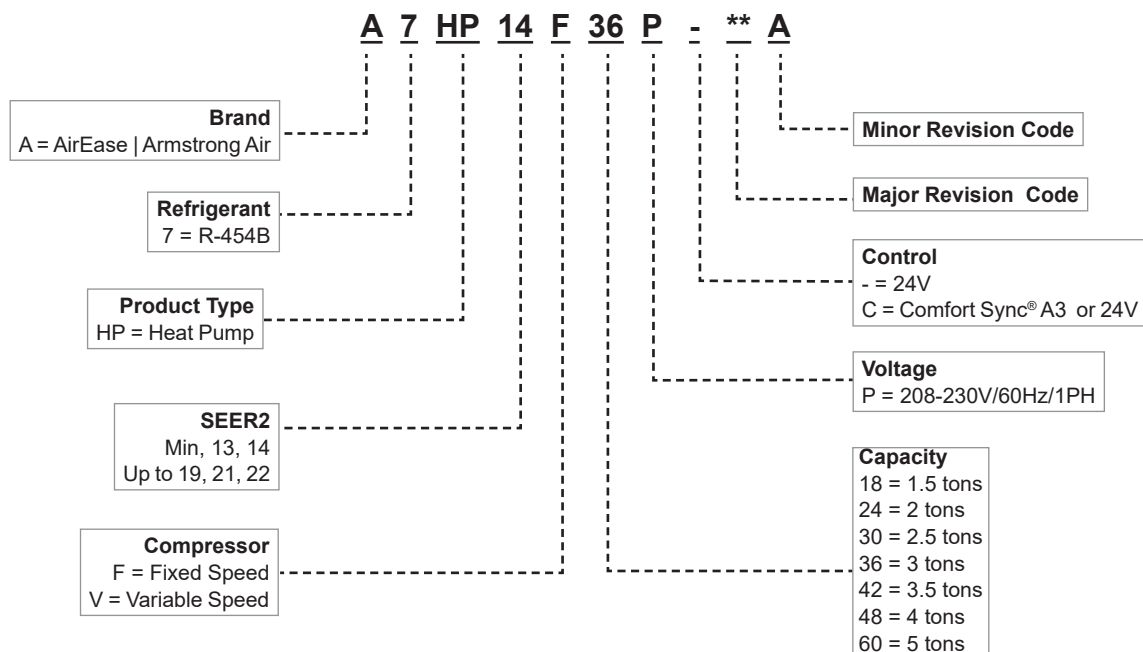 A 7 HP 14 F 36 P - ** A
Brand
A = AirEase | Armstrong Air
Refrigerant
7 = R-454B
Product Type
HP = Heat Pump
SEER2
Min, 13, 14
Up to 19, 21, 22
Compressor
F = Fixed Speed
V = Variable Speed
Minor Revision Code
Major Revision Code
Control
- = 24V
C = Comfort Sync® A3 or 24V
Voltage
P = 208-230V/60Hz/1PH
Capacity
18 = 1.5 tons
24 = 2 tons
30 = 2.5 tons
36 = 3 tons
42 = 3.5 tons
48 = 4 tons
60 = 5 tons